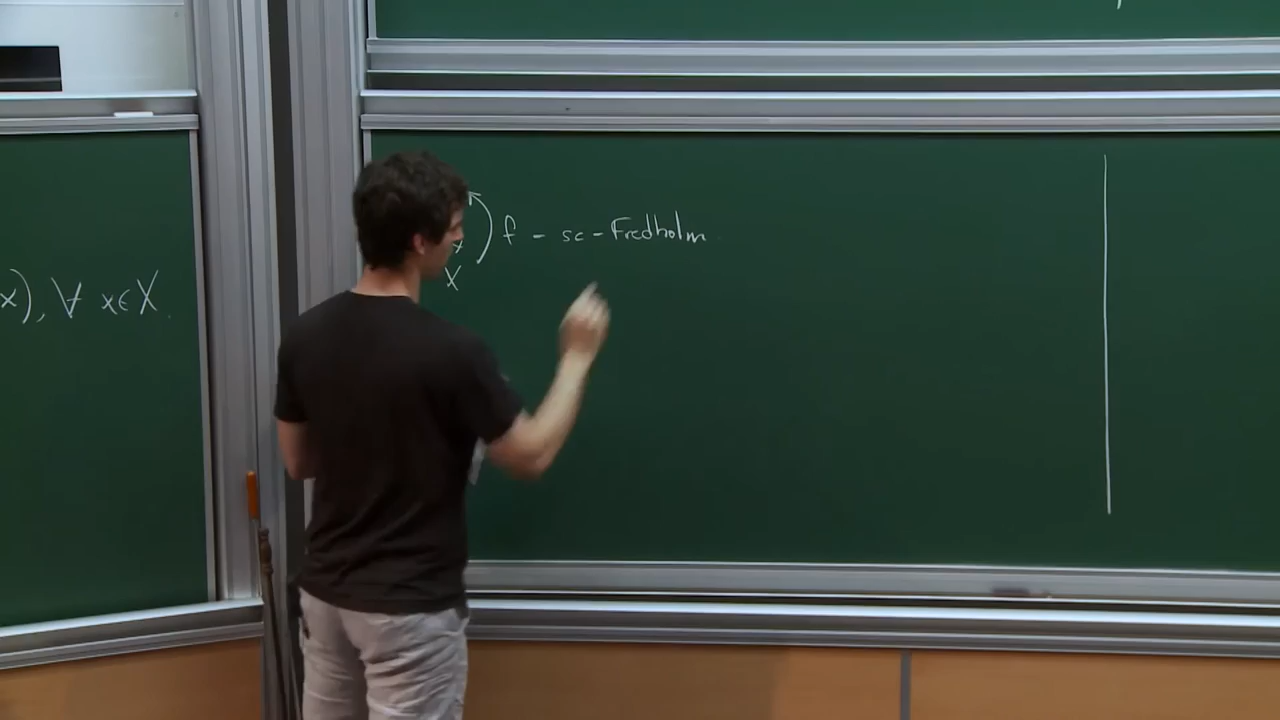 x), ∀ x∈X.
f - sc-Fredholm
X